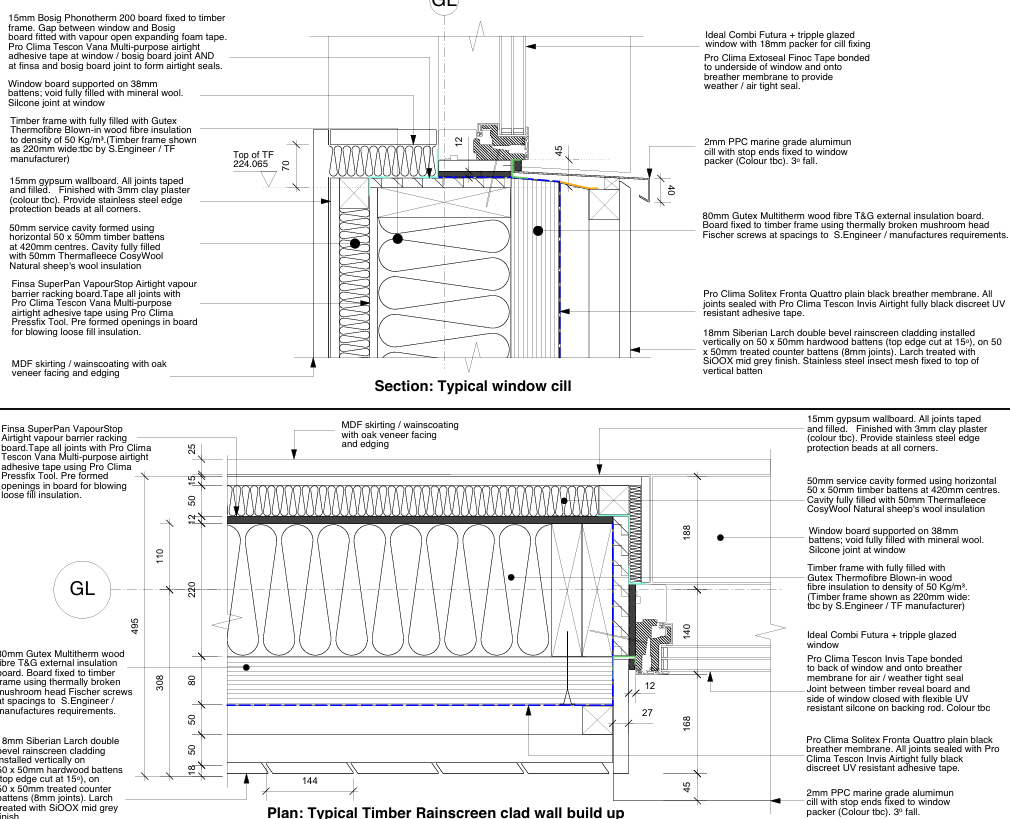 GL
15mm Bosig Phonotherm 200 board fixed to timber
frame. Gap between window and Bosig
board fitted with vapour open expanding foam tape.
Pro Clima Tescon Vana Multi-purpose airtight
adhesive tape at window / bosig board joint AND
at finsa and bosig board joint to form airtight seals.
Window board supported on 38mm
battens; void fully filled with mineral wool.
Silcone joint at window
Timber frame with fully filled with Gutex
Thermofibre Blown-in wood fibre insulation
to density of 50 Kg/m³.(Timber frame shown
as 220mm wide:tbc by S.Engineer / TF
manufacturer)
15mm gypsum wallboard. All joints taped
and filled. Finished with 3mm clay plaster
(colour tbc). Provide stainless steel edge
protection beads at all corners.
50mm service cavity formed using
horizontal 50 x 50mm timber battens
at 420mm centres. Cavity fully filled
with 50mm Thermafleece CosyWool
Natural sheep's wool insulation
Finsa SuperPan VapourStop Airtight vapour
barrier racking board.Tape all joints with
Pro Clima Tescon Vana Multi-purpose
airtight adhesive tape using Pro Clima
Pressfix Tool. Pre formed openings in board
for blowing loose fill insulation.
MDF skirting / wainscoating with oak
veneer facing and edging
Top of TF
224.065
70
12
45
40
Ideal Combi Futura + tripple glazed
window with 18mm packer for cill fixing
Pro Clima Extoseal Finoc Tape bonded
to underside of window and onto
breather membrane to provide
weather / air tight seal.
2mm PPC marine grade alumimun
cill with stop ends fixed to window
packer (Colour tbc). 3º fall.
80mm Gutex Multitherm wood fibre T&G external insulation board.
Board fixed to timber frame using thermally broken mushroom head
Fischer screws at spacings to S.Engineer / manufactures requirements.
Pro Clima Solitex Fronta Quattro plain black breather membrane. All
joints sealed with Pro Clima Tescon Invis Airtight fully black discreet UV
resistant adhesive tape.
18mm Siberian Larch double bevel rainscreen cladding installed
vertically on 50 x 50mm hardwood battens (top edge cut at 15º), on 50
x 50mm treated counter battens (8mm joints). Larch treated with
SiOOX mid grey finish. Stainless steel insect mesh fixed to top of
vertical batten
Section: Typical window cill
Finsa SuperPan VapourStop
Airtight vapour barrier racking
board.Tape all joints with Pro Clima
Tescon Vana Multi-purpose airtight
adhesive tape using Pro Clima
Pressfix Tool. Pre formed
openings in board for blowing
loose fill insulation.
MDF skirting / wainscoating
with oak veneer facing
and edging
15mm gypsum wallboard. All joints taped
and filled. Finished with 3mm clay plaster
(colour tbc). Provide stainless steel edge
protection beads at all corners.
50mm service cavity formed using horizontal
50 x 50mm timber battens at 420mm centres.
Cavity fully filled with 50mm Thermafleece
CosyWool Natural sheep's wool insulation
Window board supported on 38mm
battens; void fully filled with mineral wool.
Silicone joint at window
Timber frame with fully filled with
Gutex Thermofibre Blown-in wood
fibre insulation to density of 50 Kg/m³.
(Timber frame shown as 220mm wide:
tbc by S.Engineer / TF manufacturer)
Ideal Combi Futura + tripple glazed
window
Pro Clima Tescon Invis Tape bonded
to back of window and onto breather
membrane for air / weather tight seal
Joint between timber reveal board and
side of window closed with flexible UV
resistant silcone on backing rod. Colour tbc
Pro Clima Solitex Fronta Quattro plain black
breather membrane. All joints sealed with Pro
Clima Tescon Invis Airtight fully black
discreet UV resistant adhesive tape.
2mm PPC marine grade alumimun
cill with stop ends fixed to window
packer (Colour tbc). 3º fall.
GL
80mm Gutex Multitherm wood
fibre T&G external insulation
board. Board fixed to timber
frame using thermally broken
mushroom head Fischer screws
at spacings to S.Engineer /
manufactures requirements.
18mm Siberian Larch double
bevel rainscreen cladding
installed vertically on
50 x 50mm hardwood battens
(top edge cut at 15º), on
50 x 50mm treated counter
battens (8mm joints). Larch
treated with SiOOX mid grey
finish.
25
15
50
12
110
220
495
308
80
50
50
18
144
188
140
12
27
168
45
Plan: Typical Timber Rainscreen clad wall build up